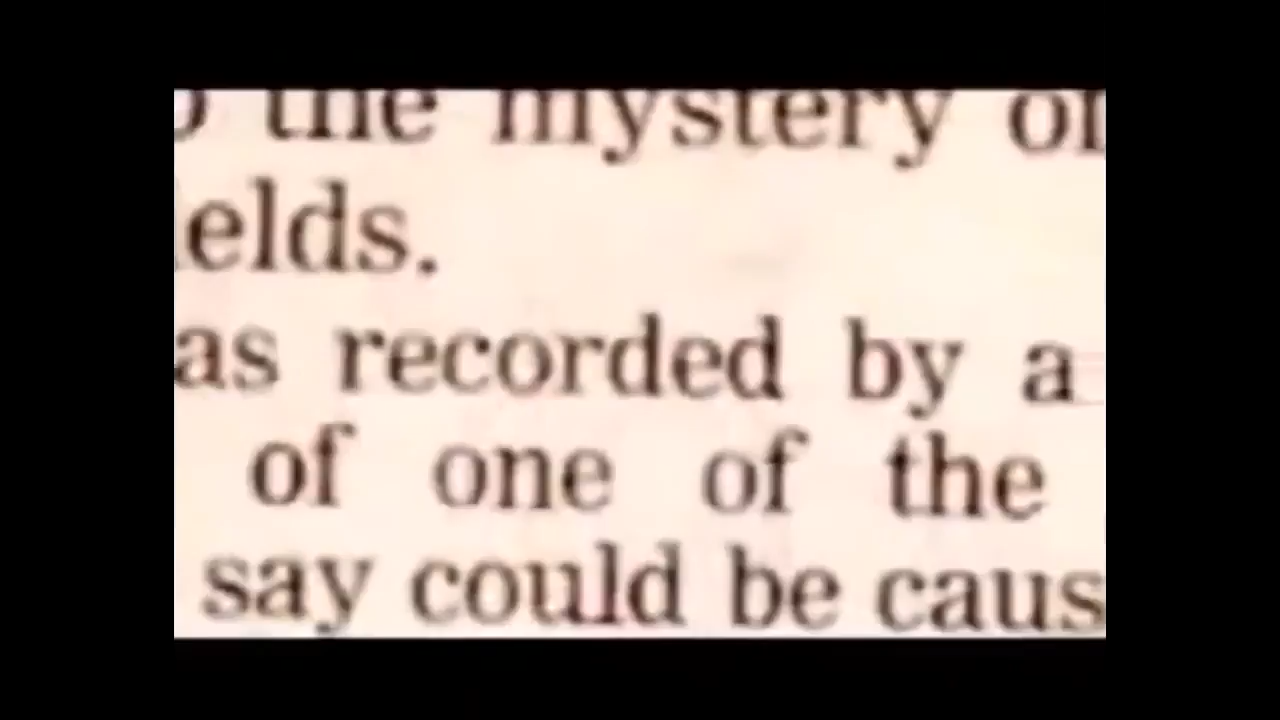 the mystery of
elds.
as recorded by a
of one of the
say could be caus